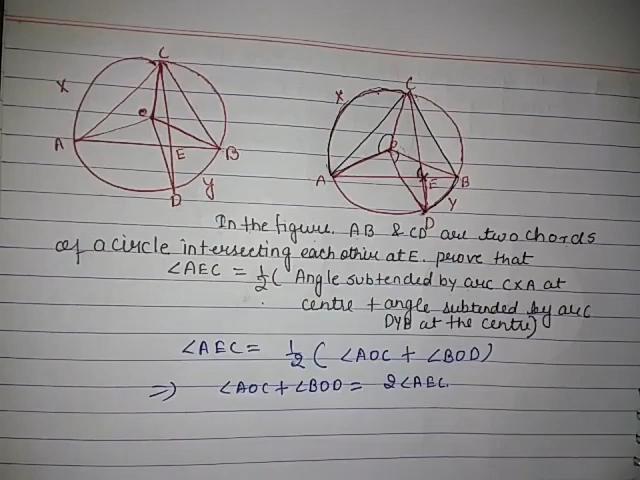 C
X
O
A
E
B
D
Y
C
X
O
A
E
B
Y
D
In the figure. AB & CD are two chords
of a circle intersecting each other at E. prove that
∠AEC = 1/2 ( Angle subtended by arc CXA at
centre + angle subtended by arc
DYB at the centre)
∠AEC = 1/2 ( ∠AOC + ∠BOD)
⇒ ∠AOC + ∠BOD = 2∠AEC.